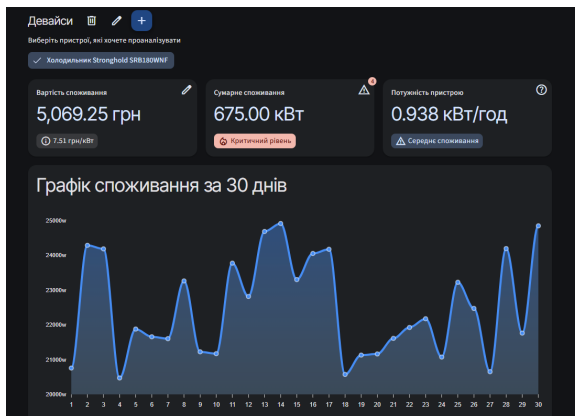 Девайси
Виберіть пристрої, які хочете проаналізувати
Холодильник Stronghold SRB180WNF
Вартість споживання
5,069.25 грн
7.51 грн/кВт
Сумарне споживання
4
675.00 кВт
Критичний рівень
Потужність пристрою
0.938 кВт/год
Середнє споживання
Графік споживання за 30 днів
25000w
24000w
23000w
22000w
21000w
20000w
1 2 3 4 5 6 7 8 9 10 11 12 13 14 15 16 17 18 19 20 21 22 23 24 25 26 27 28 29 30